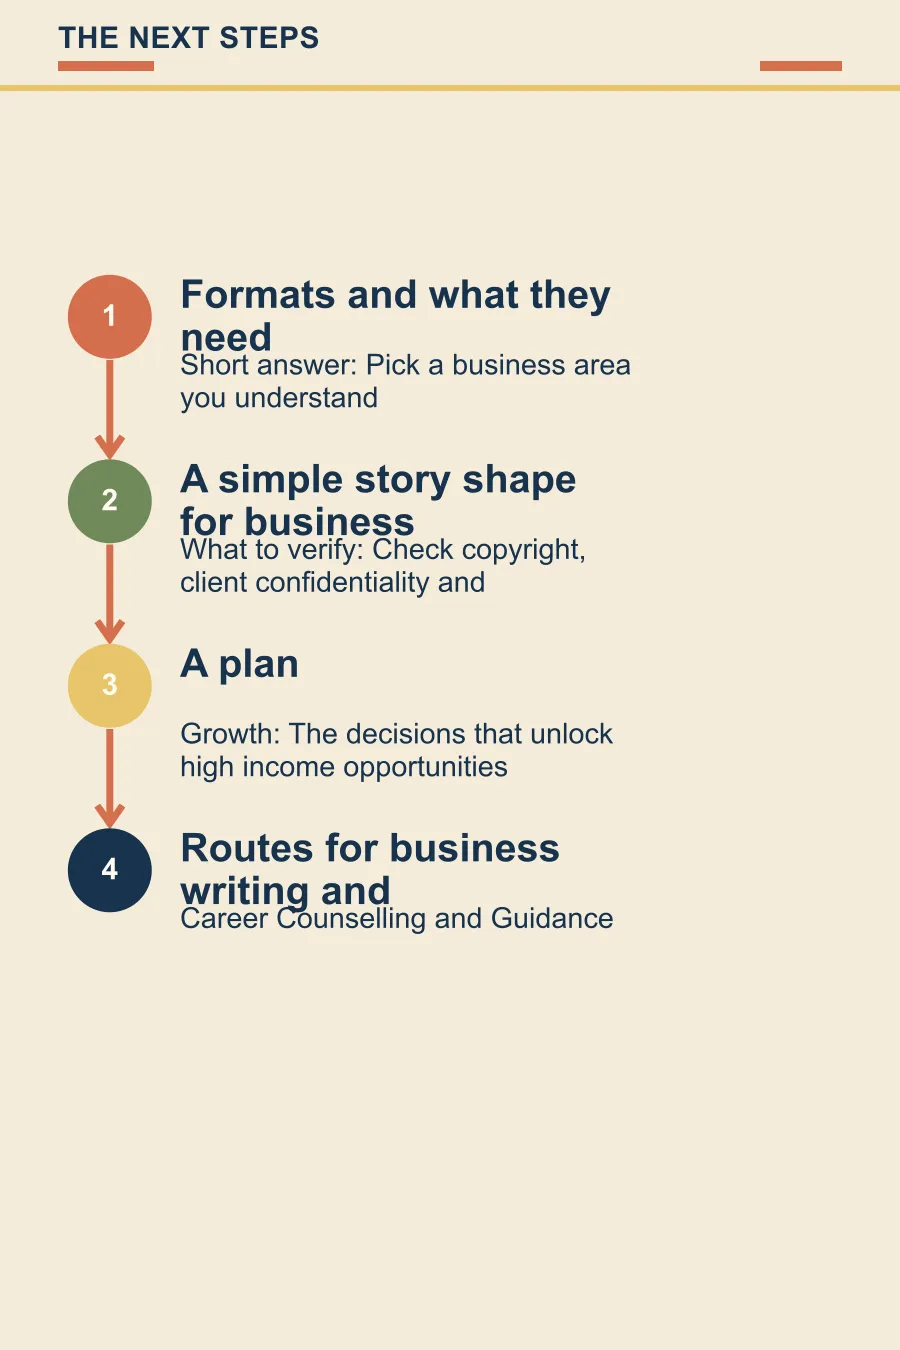 THE NEXT STEPS
1
Formats and what they
need
Short answer: Pick a business area
you understand
2
A simple story shape
for business
What to verify: Check copyright,
client confidentiality and
3
A plan
Growth: The decisions that unlock
high income opportunities
4
Routes for business
writing and
Career Counselling and Guidance